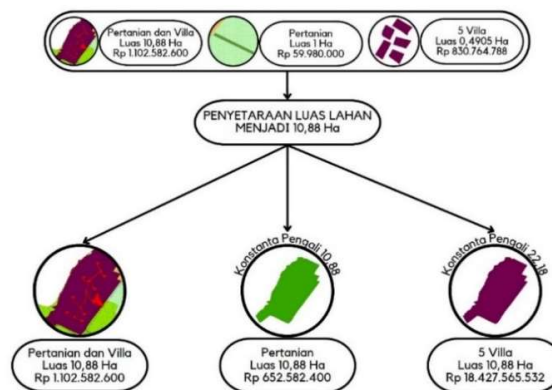 Pertanian dan Villa
Luas 10,88 Ha
Rp 1.102.582.600
Pertanian
Luas 1 Ha
Rp 59.980.000
5 Villa
Luas 0,4905 Ha
Rp 830.764.788
PENYETARAAN LUAS LAHAN
MENJADI 10,88 Ha
Konstanta Pengali 10,88
Konstanta Pengali 22,18
Pertanian dan Villa
Luas 10,88 Ha
Rp 1.102.582.600
Pertanian
Luas 10,88 Ha
Rp 652.582.400
5 Villa
Luas 10,88 Ha
Rp 18.427.565.532